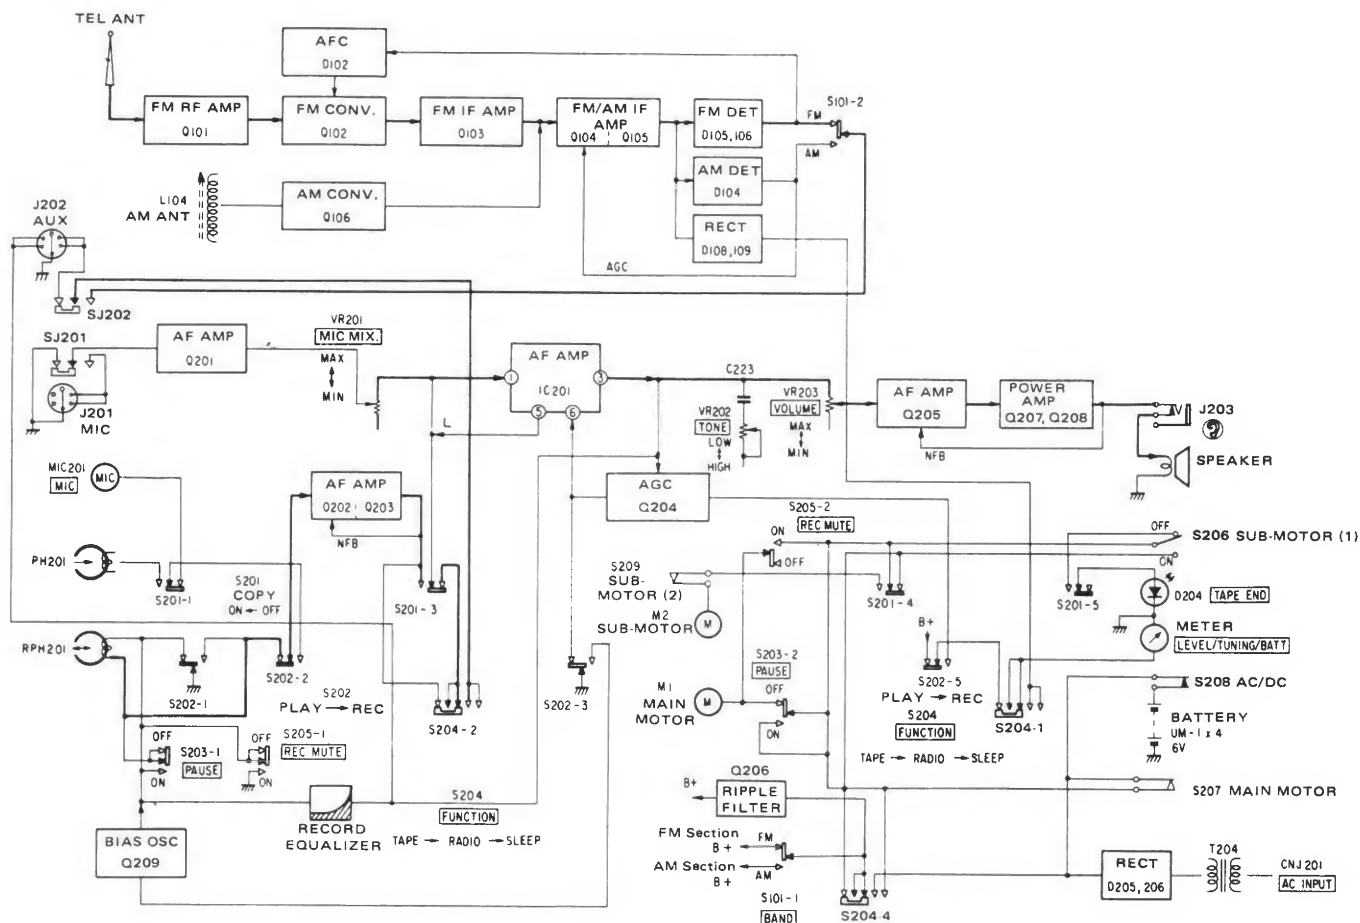 TEL ANT
AFC
D102
FM RF AMP
Q101
FM CONV.
Q102
FM IF AMP
Q103
FM/AM IF
AMP
Q104 Q105
FM DET
D105, 106
S101-2
FM
AM
AM DET
D104
RECT
D108, 109
AGC
L104
AM ANT
AM CONV.
Q106
J202
AUX
SJ202
SJ201
J201
MIC
AF AMP
Q201
VR201
MIC MIX.
MAX
MIN
AF AMP
IC201
1
3
5
6
L
C223
VR202
TONE
LOW
HIGH
VR203
VOLUME
MAX
MIN
AF AMP
Q205
POWER
AMP
Q207, Q208
NFB
J203
SPEAKER
MIC201
MIC
MIC
AF AMP
Q202 Q203
NFB
AGC
Q204
S205-2
REC MUTE
ON
OFF
OFF
S206 SUB-MOTOR (1)
ON
PH201
S201-1
S201
COPY
ON ← OFF
S201-3
S209
SUB-
MOTOR (2)
M2
SUB-MOTOR
M
S201-4
S201-5
D204
TAPE END
METER
LEVEL/TUNING/BATT
RPH201
S202-1
S202-2
S202
PLAY → REC
S204-2
S202-3
M1
MAIN
MOTOR
M
S203-2
PAUSE
OFF
ON
B+
S202-5
PLAY → REC
S204
FUNCTION
TAPE → RADIO → SLEEP
S204-1
S208 AC/DC
BATTERY
UM-1 x 4
6V
S207 MAIN MOTOR
OFF
S203-1
PAUSE
ON
OFF
S205-1
REC MUTE
ON
BIAS OSC
Q209
RECORD
EQUALIZER
S204
FUNCTION
TAPE → RADIO → SLEEP
Q206
B+
RIPPLE
FILTER
FM Section
B+
FM
AM Section
B+
AM
S101-1
BAND
S204-4
RECT
D205, 206
T204
CNJ201
AC INPUT